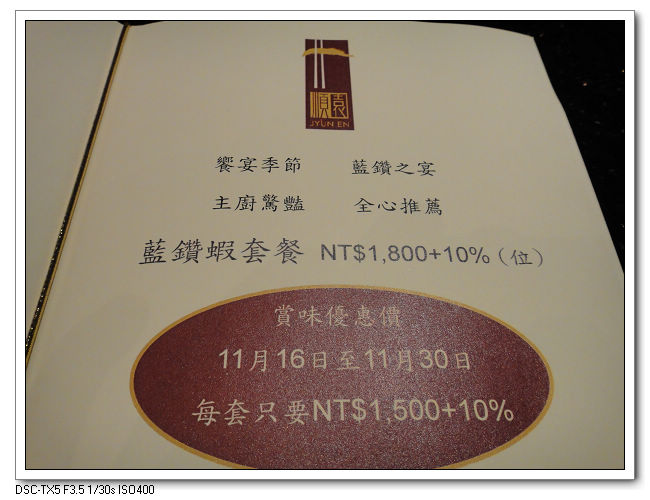 順園
JYUN EN
饗宴季節 藍鑽之宴
主廚驚豔 全心推薦
藍鑽蝦套餐 NT$1,800+10%(位)
賞味優惠價
11月16日至11月30日
每套只要NT$1,500+10%
DSC-TX5 F3.5 1/30s ISO400